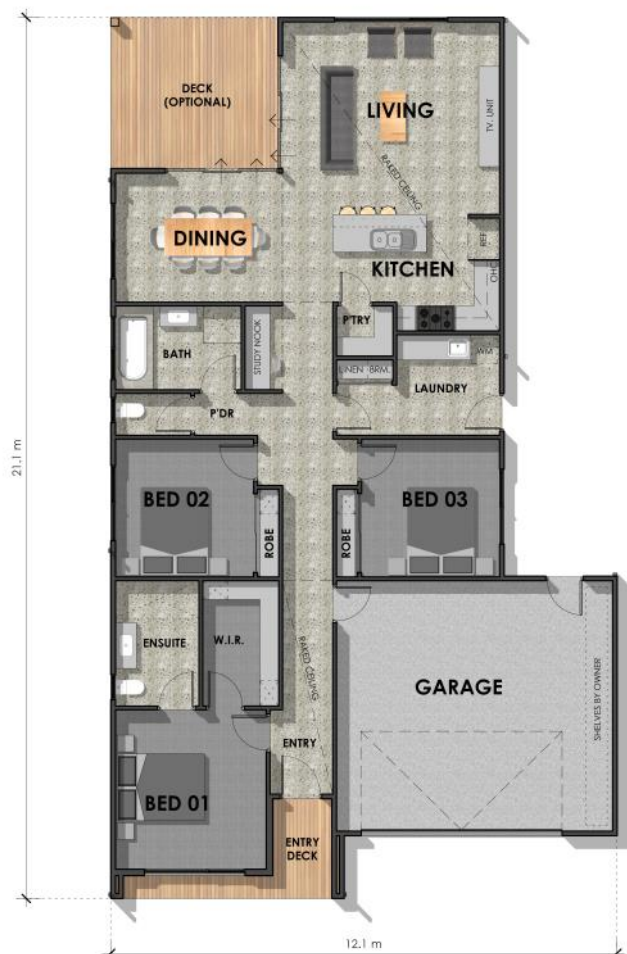 DECK
(OPTIONAL)
LIVING
TV. UNIT
RAKED CEILING
DINING
REF
KITCHEN
OHC
P'TRY
BATH
STUDY NOOK
LINEN
BRM.
WM
LAUNDRY
P'DR
21.1 m
BED 02
BED 03
ROBE
ROBE
ENSUITE
W.I.R.
RAKED CEILING
GARAGE
SHELVES BY OWNER
ENTRY
BED 01
ENTRY
DECK
12.1 m